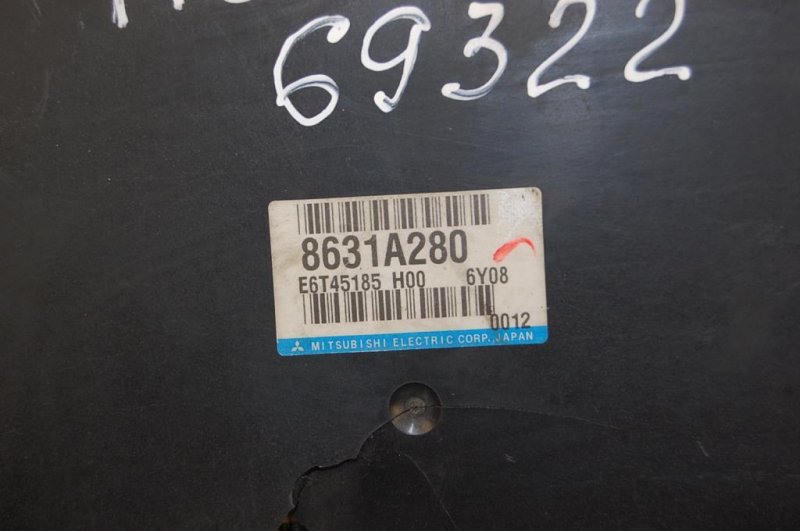 69322
8631A280
E6T45185 H00 6Y08
0012
MITSUBISHI ELECTRIC CORP. JAPAN